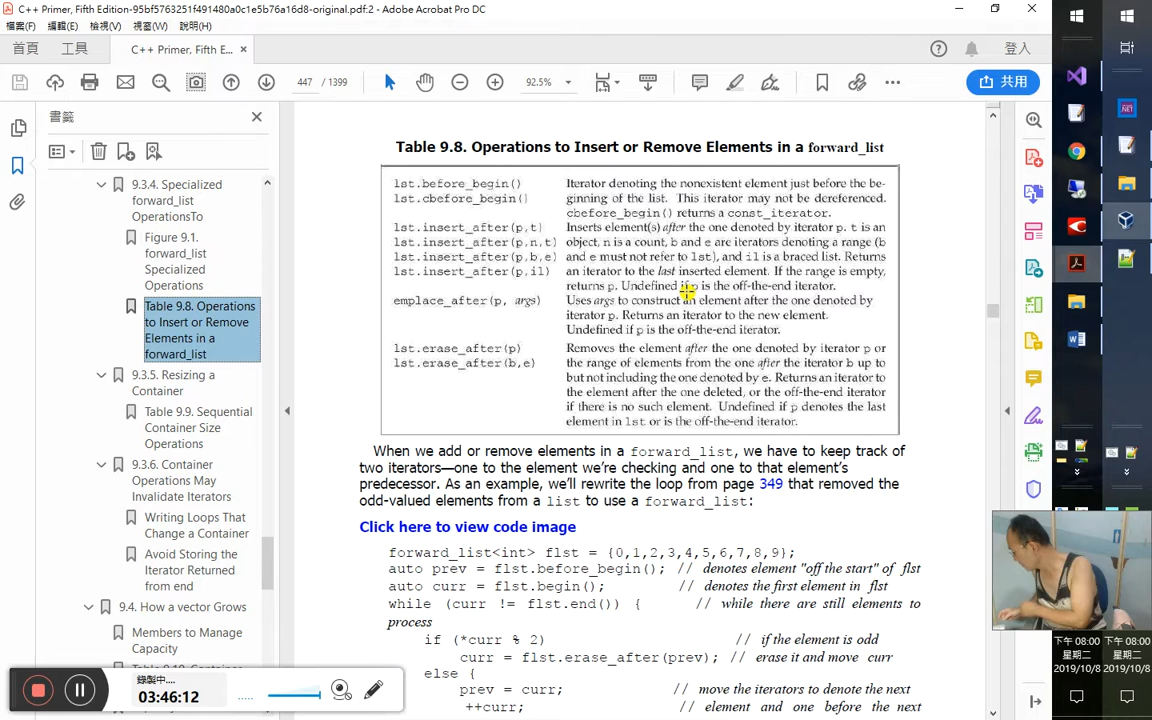 C++ Primer, Fifth Edition-95bf5763251f491480a0c1e5b76a16d8-original.pdf:2 - Adobe Acrobat Pro DC
檔案(F) 編輯(E) 檢視(V) 視窗(W) 說明(H)
首頁 工具 C++ Primer, Fifth E... × 登入
447 / 1399 92.5% 共用
書籤
9.3.4. Specialized
forward_list
OperationsTo
Figure 9.1.
forward_list
Specialized
Operations
Table 9.8. Operations
to Insert or Remove
Elements in a
forward_list
9.3.5. Resizing a
Container
Table 9.9. Sequential
Container Size
Operations
9.3.6. Container
Operations May
Invalidate Iterators
Writing Loops That
Change a Container
Avoid Storing the
Iterator Returned
from end
9.4. How a vector Grows
Members to Manage
Capacity
Table 9.10. Container
Table 9.8. Operations to Insert or Remove Elements in a forward_list
lst.before_begin() Iterator denoting the nonexistent element just before the be-
lst.cbefore_begin() ginning of the list. This iterator may not be dereferenced.
cbefore_begin() returns a const_iterator.
lst.insert_after(p,t) Inserts element(s) after the one denoted by iterator p. t is an
lst.insert_after(p,n,t) object, n is a count, b and e are iterators denoting a range (b
lst.insert_after(p,b,e) and e must not refer to lst), and il is a braced list. Returns
lst.insert_after(p,il) an iterator to the last inserted element. If the range is empty,
returns p. Undefined if p is the off-the-end iterator.
emplace_after(p, args) Uses args to construct an element after the one denoted by
iterator p. Returns an iterator to the new element.
Undefined if p is the off-the-end iterator.
lst.erase_after(p) Removes the element after the one denoted by iterator p or
lst.erase_after(b,e) the range of elements from the one after the iterator b up to
but not including the one denoted by e. Returns an iterator to
the element after the one deleted, or the off-the-end iterator
if there is no such element. Undefined if p denotes the last
element in lst or is the off-the-end iterator.
When we add or remove elements in a forward_list, we have to keep track of
two iterators—one to the element we're checking and one to that element's
predecessor. As an example, we'll rewrite the loop from page 349 that removed the
odd-valued elements from a list to use a forward_list:
Click here to view code image
forward_list<int> flst = {0,1,2,3,4,5,6,7,8,9};
auto prev = flst.before_begin(); // denotes element "off the start" of flst
auto curr = flst.begin(); // denotes the first element in flst
while (curr != flst.end()) { // while there are still elements to
process
if (*curr % 2) // if the element is odd
curr = flst.erase_after(prev); // erase it and move curr
else {
prev = curr; // move the iterators to denote the next
++curr; // element and one before the next
錄製中....
03:46:12
下午 08:00
星期二
2019/10/8
下午 08:00
星期二
2019/10/8